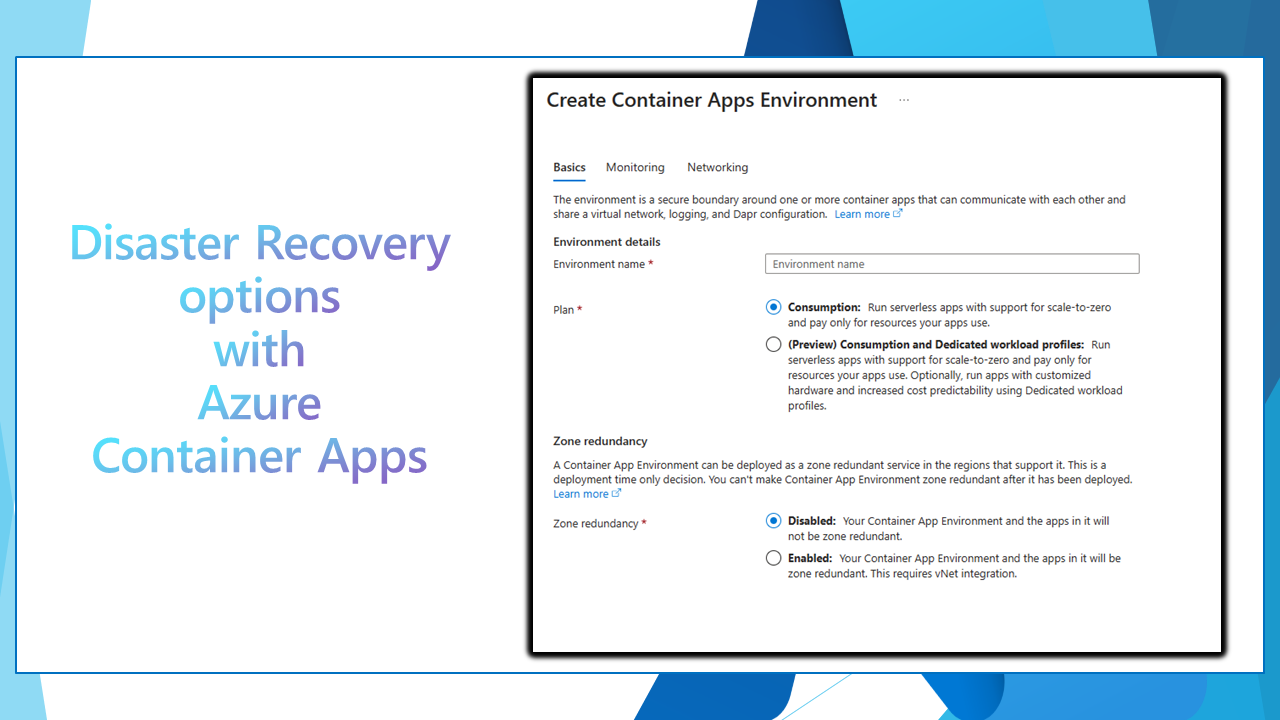 Disaster Recovery
options
with
Azure
Container Apps
Create Container Apps Environment ...
Basics Monitoring Networking
The environment is a secure boundary around one or more container apps that can communicate with each other and
share a virtual network, logging, and Dapr configuration. Learn more
Environment details
Environment name *
Environment name
Plan *
Consumption: Run serverless apps with support for scale-to-zero
and pay only for resources your apps use.
(Preview) Consumption and Dedicated workload profiles: Run
serverless apps with support for scale-to-zero and pay only for
resources your apps use. Optionally, run apps with customized
hardware and increased cost predictability using Dedicated workload
profiles.
Zone redundancy
A Container App Environment can be deployed as a zone redundant service in the regions that support it. This is a
deployment time only decision. You can't make Container App Environment zone redundant after it has been deployed.
Learn more
Zone redundancy *
Disabled: Your Container App Environment and the apps in it will
not be zone redundant.
Enabled: Your Container App Environment and the apps in it will be
zone redundant. This requires vNet integration.